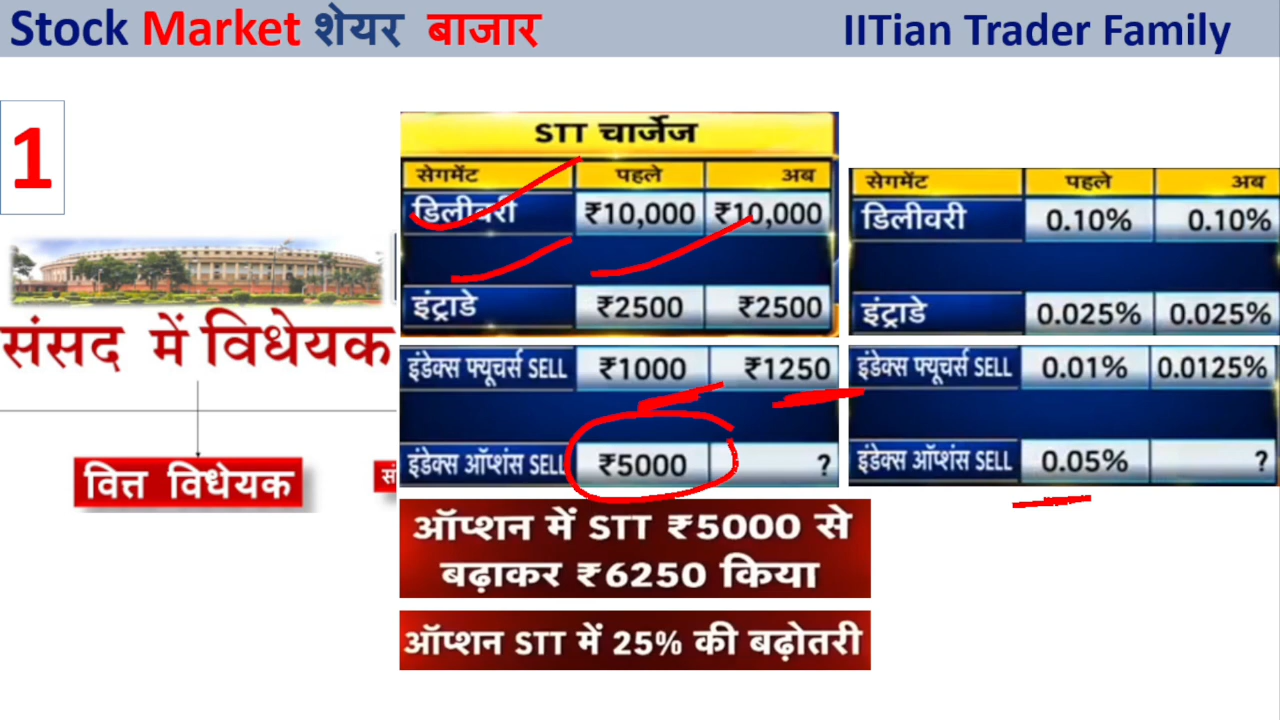 Stock Market शेयर बाजार
IITian Trader Family
1
संसद में विधेयक
वित्त विधेयक
सं
STT चार्जेज
सेगमेंट पहले अब
डिलीवरी ₹10,000 ₹10,000
इंट्राडे ₹2500 ₹2500
इंडेक्स फ्यूचर्स SELL ₹1000 ₹1250
इंडेक्स ऑप्शंस SELL ₹5000 ?
सेगमेंट पहले अब
डिलीवरी 0.10% 0.10%
इंट्राडे 0.025% 0.025%
इंडेक्स फ्यूचर्स SELL 0.01% 0.0125%
इंडेक्स ऑप्शंस SELL 0.05% ?
ऑप्शन में STT ₹5000 से
बढ़ाकर ₹6250 किया
ऑप्शन STT में 25% की बढ़ोतरी